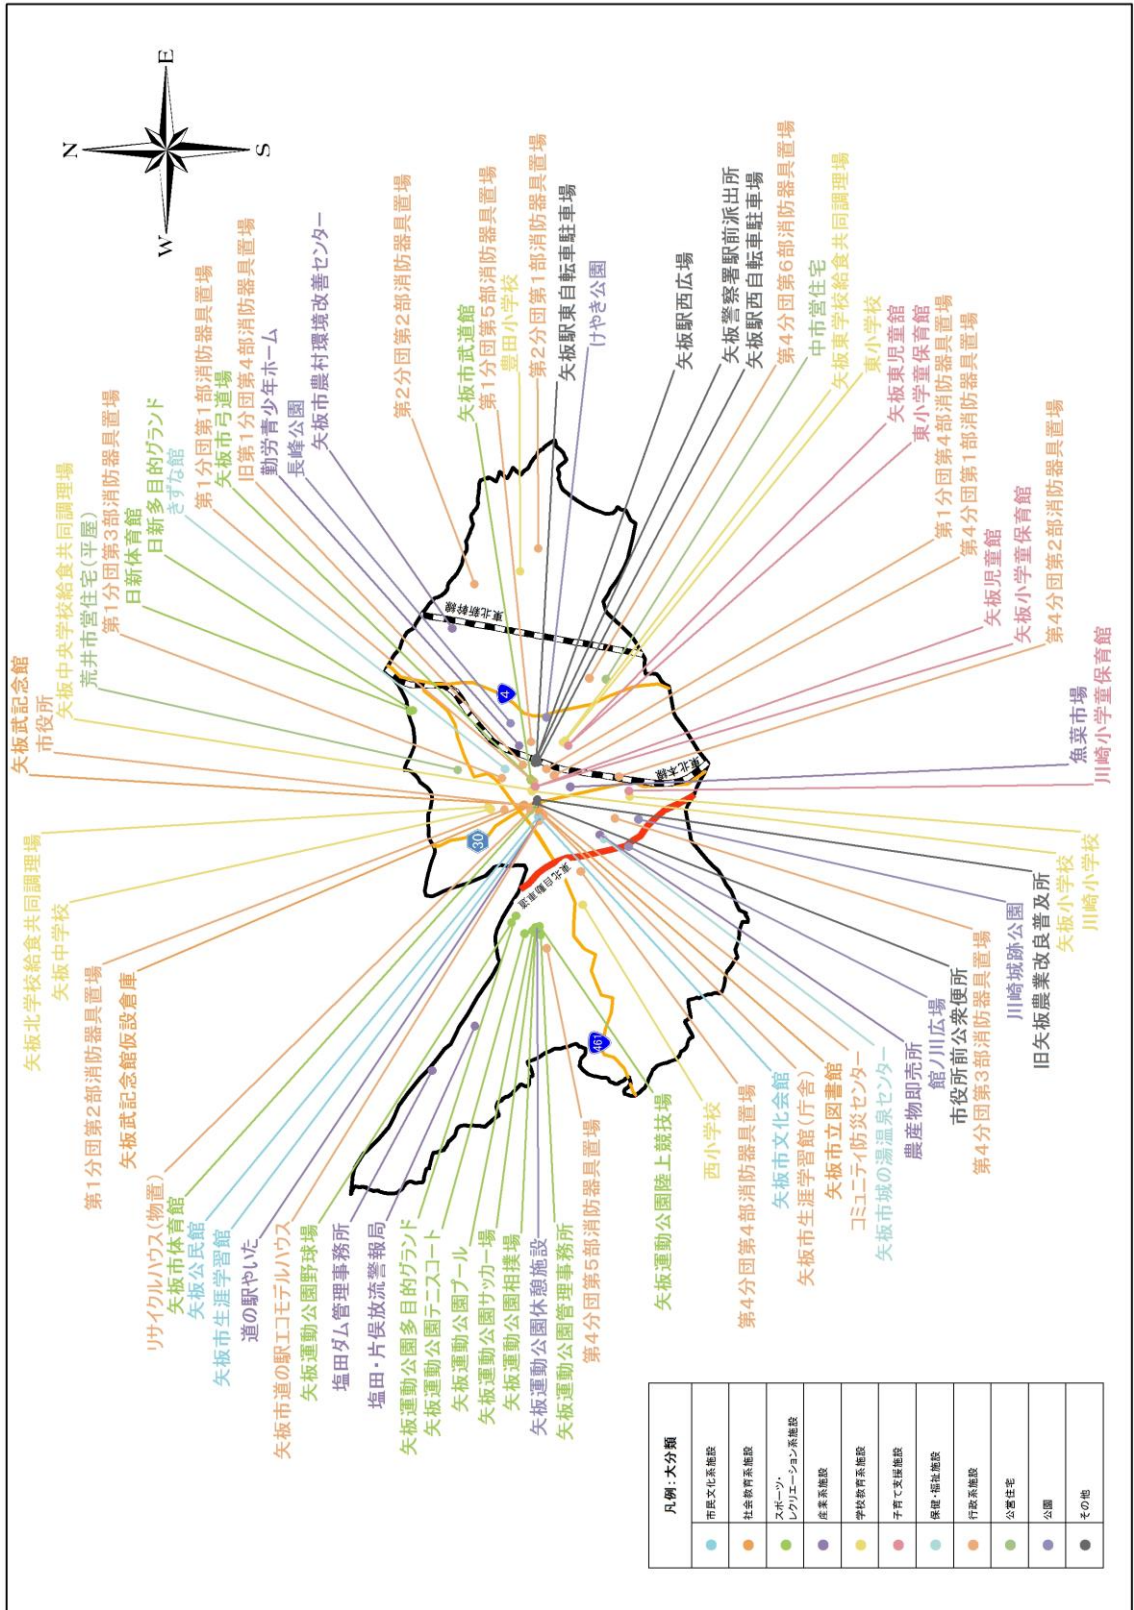 N
E
S
W
矢板武記念館
市役所
矢板中央学校給食共同調理場
荒井市営住宅(平屋)
第1分団第3部消防器具置場
日新体育館
日新多目的グランド
きずな館
第1分団第1部消防器具置場
矢板市弓道場
旧第1分団第4部消防器具置場
勤労青少年ホーム
長峰公園
矢板市農村環境改善センター
第2分団第2部消防器具置場
矢板市武道館
第1分団第5部消防器具置場
豊田小学校
第2分団第1部消防器具置場
矢板駅東自転車駐車場
けやき公園
矢板駅西広場
矢板警察署駅前派出所
矢板駅西自転車駐車場
第4分団第6部消防器具置場
中市営住宅
矢板東学校給食共同調理場
東小学校
矢板東児童館
東小学童保育館
第1分団第4部消防器具置場
第4分団第1部消防器具置場
矢板児童館
矢板小学童保育館
第4分団第2部消防器具置場
魚菜市場
川崎小学童保育館
矢板北学校給食共同調理場
矢板中学校
第1分団第2部消防器具置場
矢板武記念館仮設倉庫
リサイクルハウス(物置)
矢板市体育館
矢板公民館
矢板市生涯学習館
道の駅やいた
矢板市道の駅エコモデルハウス
矢板運動公園野球場
塩田ダム管理事務所
塩田・片俣放流警報局
矢板運動公園多目的グランド
矢板運動公園テニスコート
矢板運動公園プール
矢板運動公園サッカー場
矢板運動公園相撲場
矢板運動公園休憩施設
矢板運動公園管理事務所
第4分団第5部消防器具置場
矢板運動公園陸上競技場
西小学校
第4分団第4部消防器具置場
矢板市文化会館
矢板市生涯学習館(庁舎)
矢板市立図書館
コミュニティ防災センター
矢板市城の湯温泉センター
農産物即売所
館ノ川広場
市役所前公衆便所
第4分団第3部消防器具置場
川崎城跡公園
旧矢板農業改良普及所
矢板小学校
川崎小学校
東北新幹線
東北本線
東北自動車道
4
30
461
凡例:大分類
市民文化系施設
社会教育系施設
スポーツ・
レクリエーション系施設
産業系施設
学校教育系施設
子育て支援施設
保健・福祉施設
行政系施設
公営住宅
公園
その他